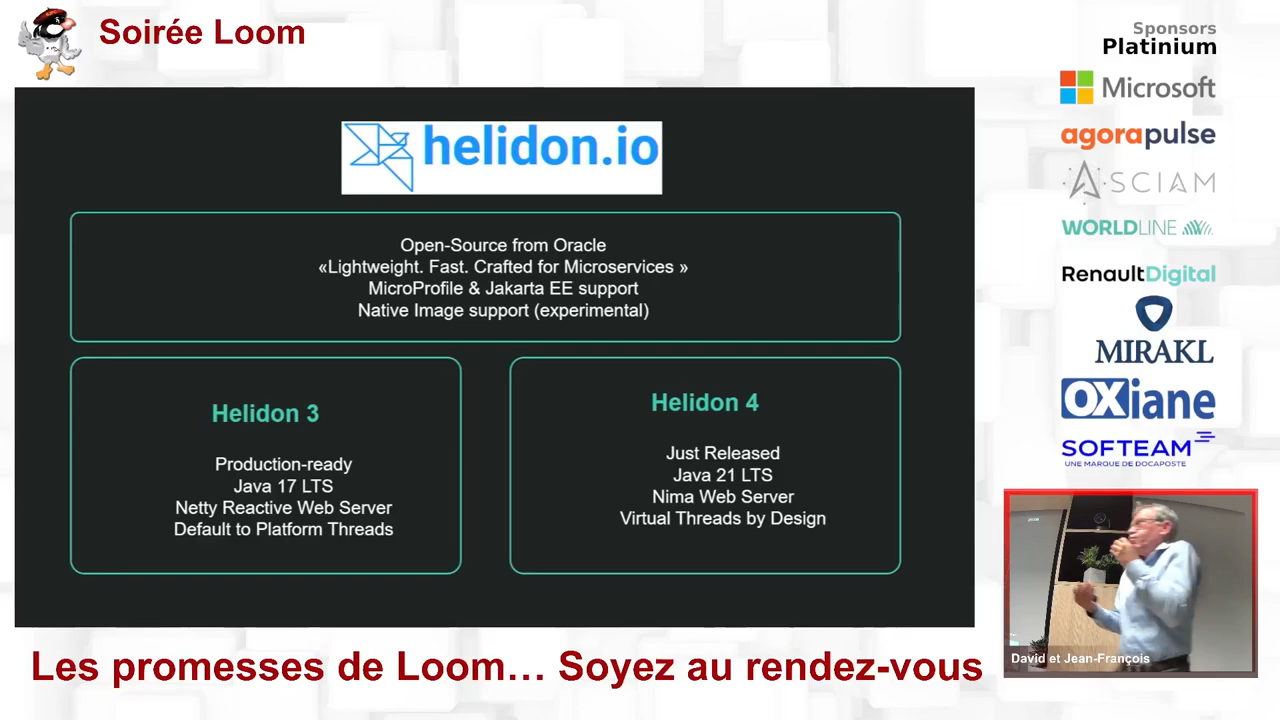 Soirée Loom
helidon.io
Open-Source from Oracle
«Lightweight. Fast. Crafted for Microservices »
MicroProfile & Jakarta EE support
Native Image support (experimental)
Helidon 3
Production-ready
Java 17 LTS
Netty Reactive Web Server
Default to Platform Threads
Helidon 4
Just Released
Java 21 LTS
Nima Web Server
Virtual Threads by Design
Les promesses de Loom… Soyez au rendez-vous
Sponsors
Platinium
Microsoft
agorapulse
ASCIAM
WORLDLINE
RenaultDigital
MIRAKL
OXiane
SOFTEAM
UNE MARQUE DE DOCAPOSTE
David et Jean-François